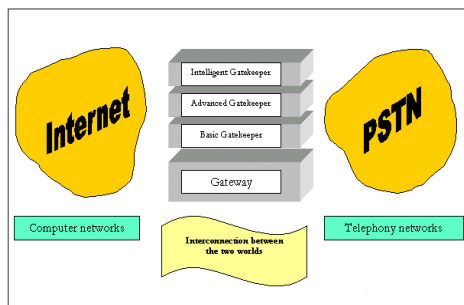 Internet
Intelligent Gatekeeper
Advanced Gatekeeper
Basic Gatekeeper
Gateway
PSTN
Computer networks
Interconnection between
the two worlds
Telephony networks